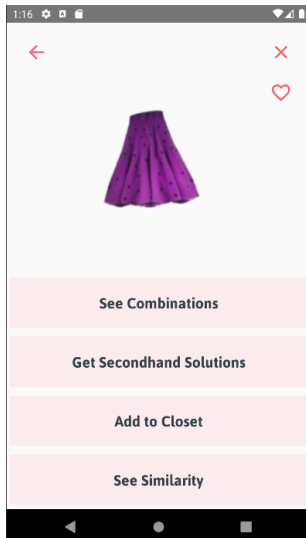 1:16
See Combinations
Get Secondhand Solutions
Add to Closet
See Similarity